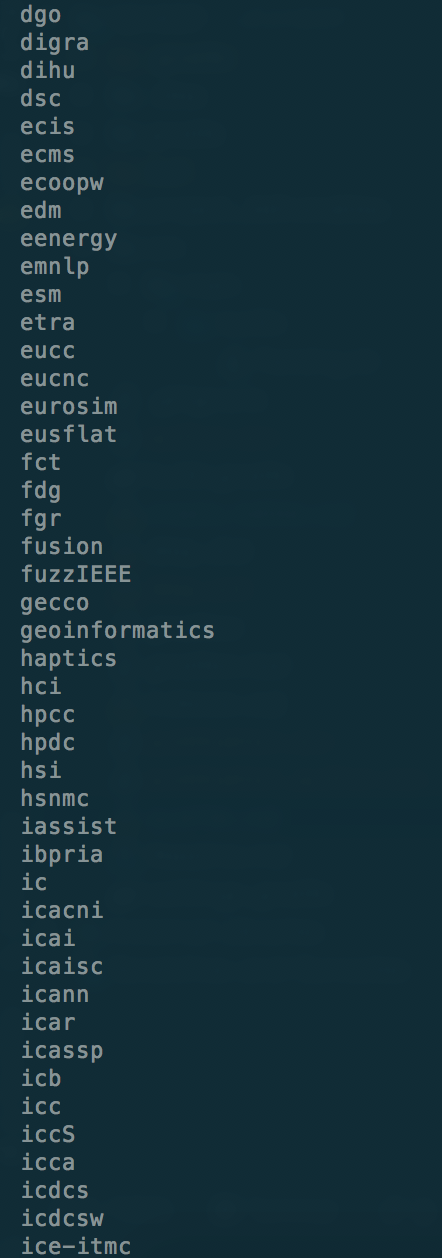 dgo
digra
dihu
dsc
ecis
ecms
ecoopw
edm
eenergy
emnlp
esm
etra
eucc
eucnc
eurosim
eusflat
fct
fdg
fgr
fusion
fuzzIEEE
gecco
geoinformatics
haptics
hci
hpcc
hpdc
hsi
hsnmc
iassist
ibpria
ic
icacni
icai
icaisc
icann
icar
icassp
icb
icc
iccS
icca
icdcs
icdcsw
ice-itmc